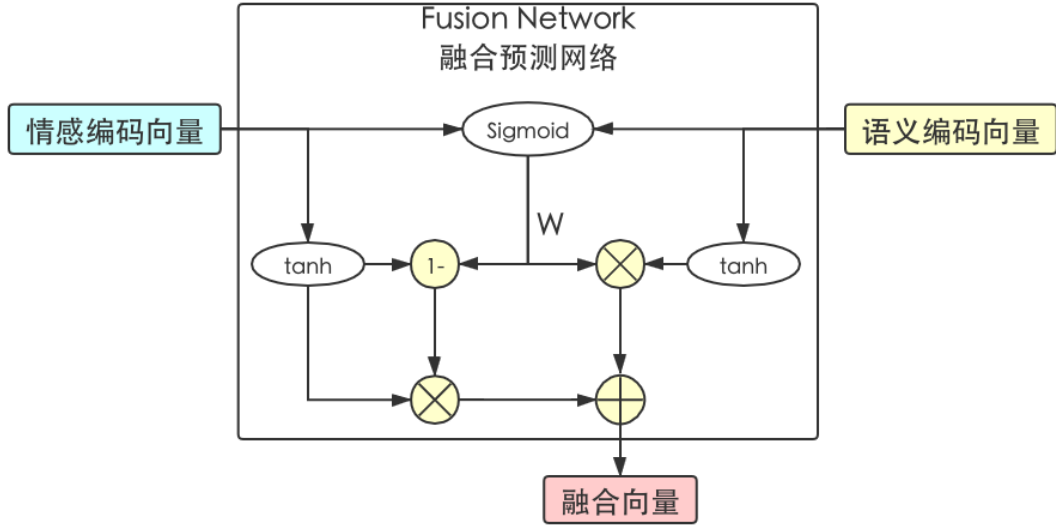 Fusion Network
融合预测网络
情感编码向量
Sigmoid
语义编码向量
W
tanh
1-
tanh
融合向量